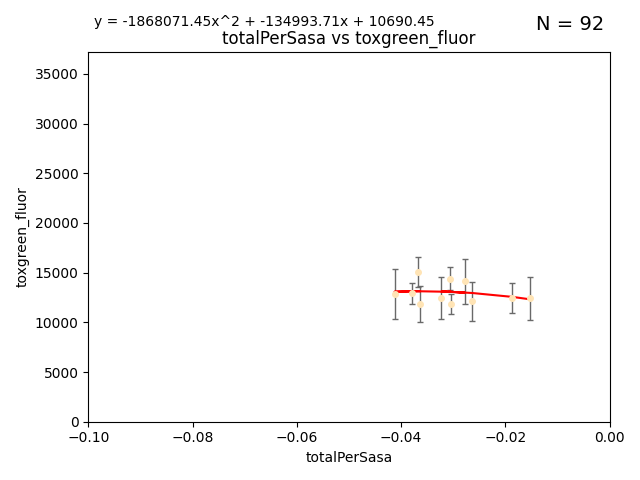 y = -1868071.45x^2 + -134993.71x + 10690.45
N = 92
totalPerSasa vs toxgreen_fluor
35000
30000
25000
20000
15000
10000
5000
0
toxgreen_fluor
−0.10 −0.08 −0.06 −0.04 −0.02 0.00
totalPerSasa